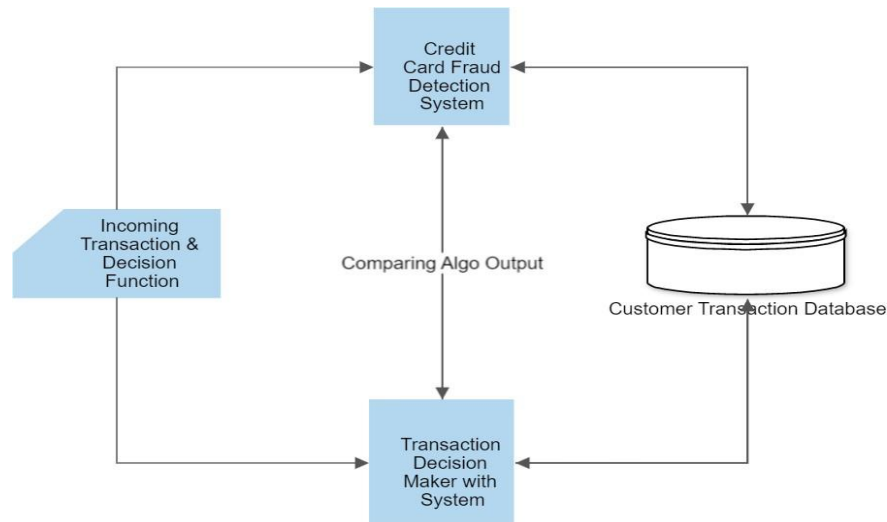 Credit
Card Fraud
Detection
System
Incoming
Transaction &
Decision
Function
Comparing Algo Output
Customer Transaction Database
Transaction
Decision
Maker with
System